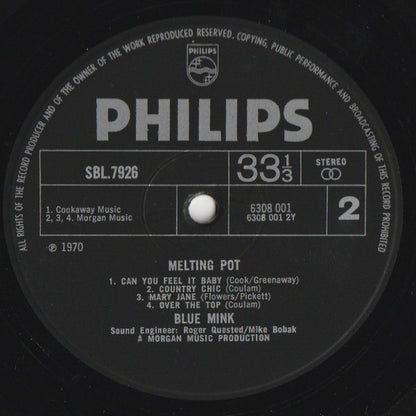 ALL RIGHTS OF THE RECORD PRODUCER AND OF THE OWNER OF THE WORK REPRODUCED RESERVED. COPYING, PUBLIC PERFORMANCE AND BROADCASTING OF THIS RECORD PROHIBITED
PHILIPS
PHILIPS
SBL.7926
33 1/3
STEREO
1. Cookaway Music
2, 3, 4. Morgan Music
6308 001
6308 001 2Y
2
℗ 1970
MELTING POT
1. CAN YOU FEEL IT BABY (Cook/Greenaway)
2. COUNTRY CHIC (Coulam)
3. MARY JANE (Flowers/Pickett)
4. OVER THE TOP (Coulam)
BLUE MINK
Sound Engineer: Roger Quested/Mike Bobak
A MORGAN MUSIC PRODUCTION